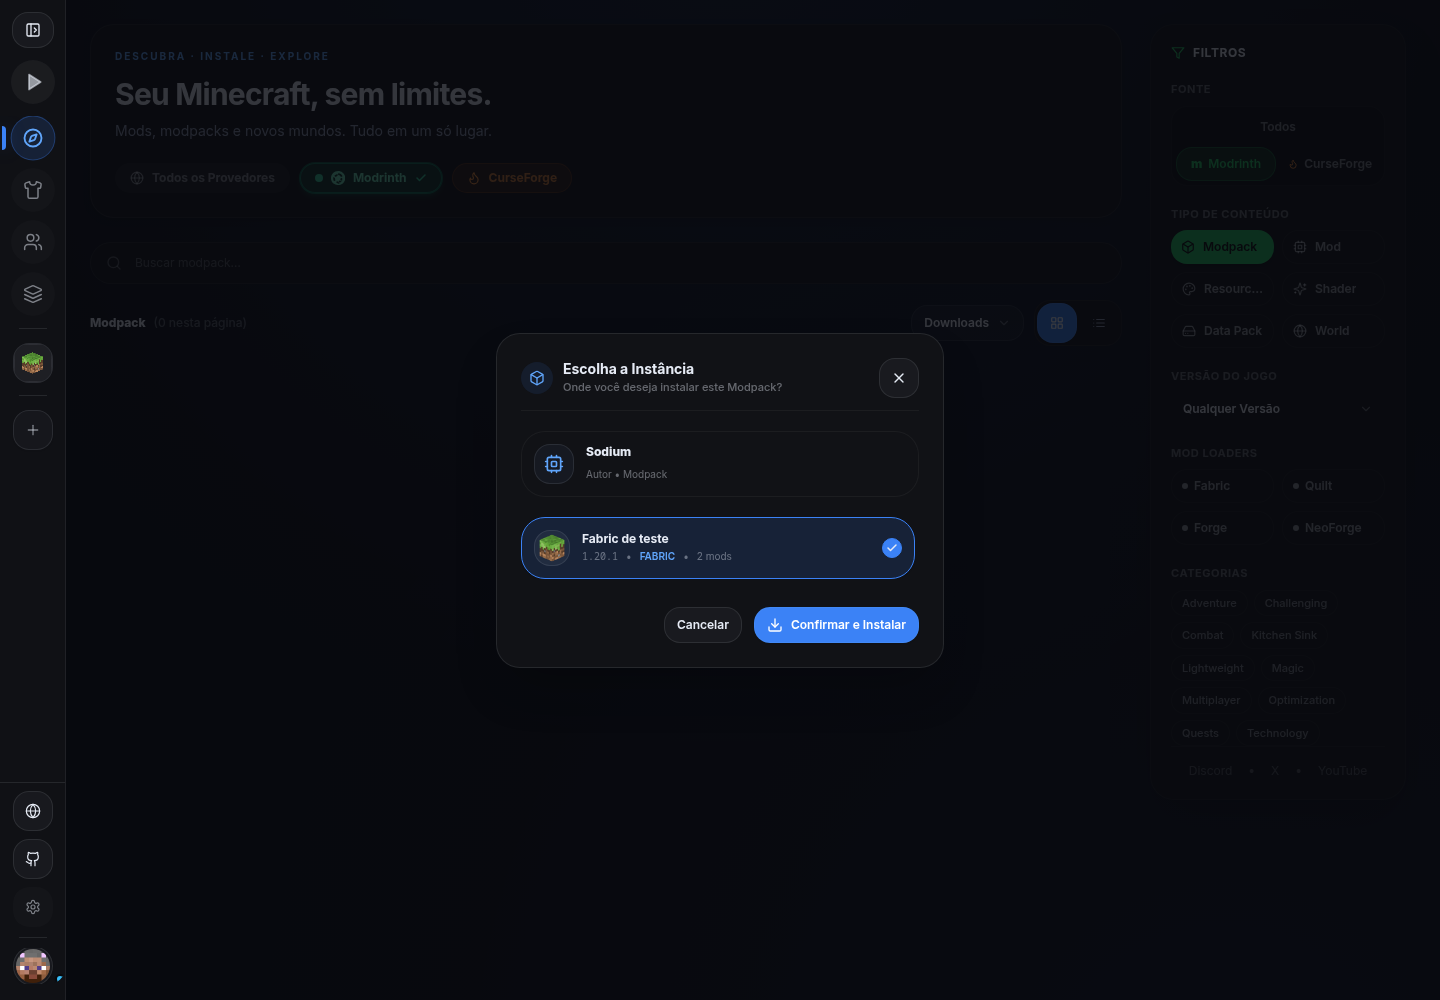 DESCUBRA · INSTALE · EXPLORE
Seu Minecraft, sem limites.
Mods, modpacks e novos mundos. Tudo em um só lugar.
Todos os Provedores
Modrinth
CurseForge
Buscar modpack...
Modpack (0 nesta página)
Downloads
Escolha a Instância
Onde você deseja instalar este Modpack?
Sodium
Autor • Modpack
Fabric de teste
1.20.1 • FABRIC • 2 mods
Cancelar
Confirmar e Instalar
FILTROS
FONTE
Todos
m Modrinth
CurseForge
TIPO DE CONTEÚDO
Modpack
Mod
Resourc...
Shader
Data Pack
World
VERSÃO DO JOGO
Qualquer Versão
MOD LOADERS
Fabric
Quilt
Forge
NeoForge
CATEGORIAS
Adventure
Challenging
Combat
Kitchen Sink
Lightweight
Magic
Multiplayer
Optimization
Quests
Technology
Discord • X • YouTube